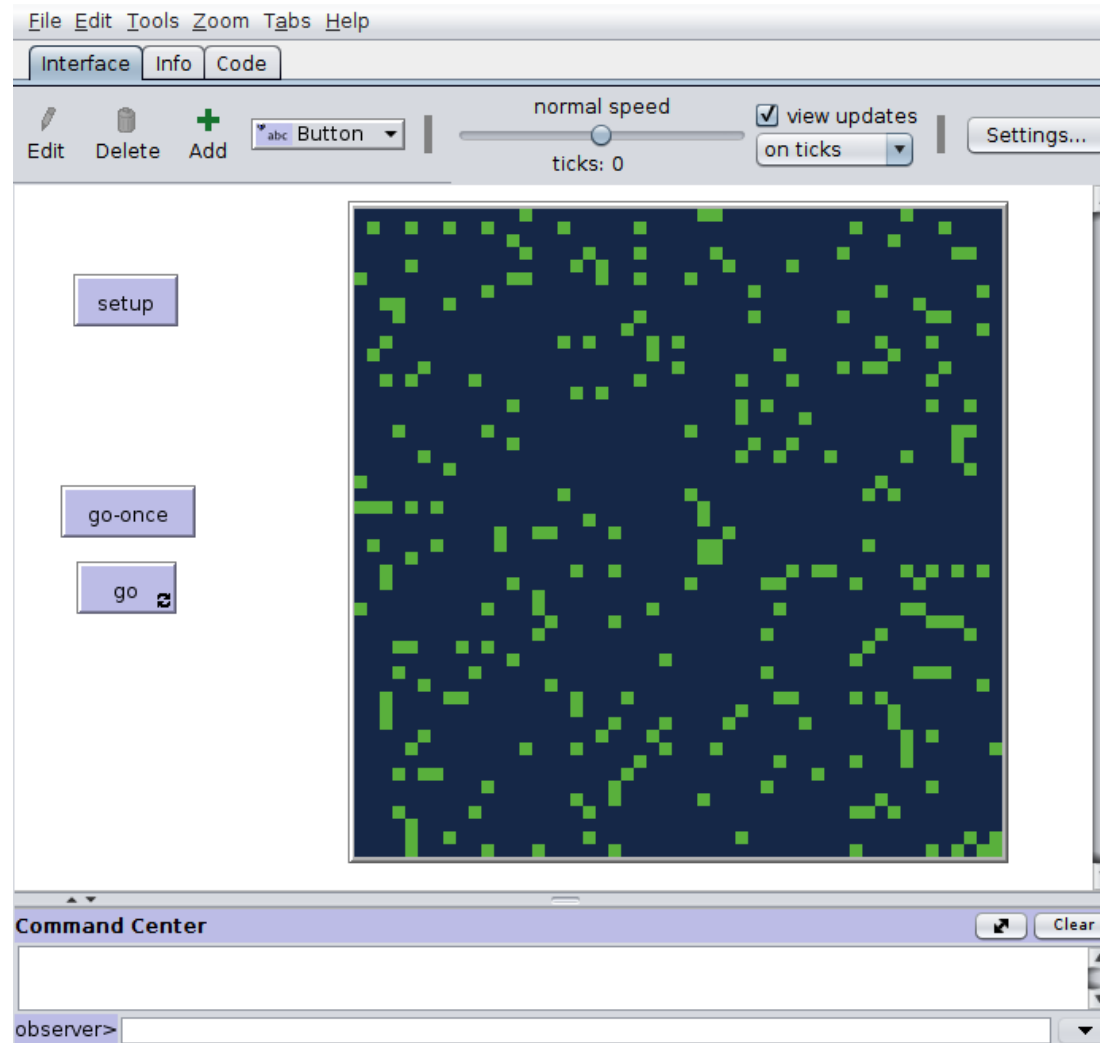 File Edit Tools Zoom Tabs Help
Interface Info Code
Edit Delete Add abc Button normal speed ticks: 0 view updates on ticks Settings...
setup
go-once
go
Command Center Clear
observer>